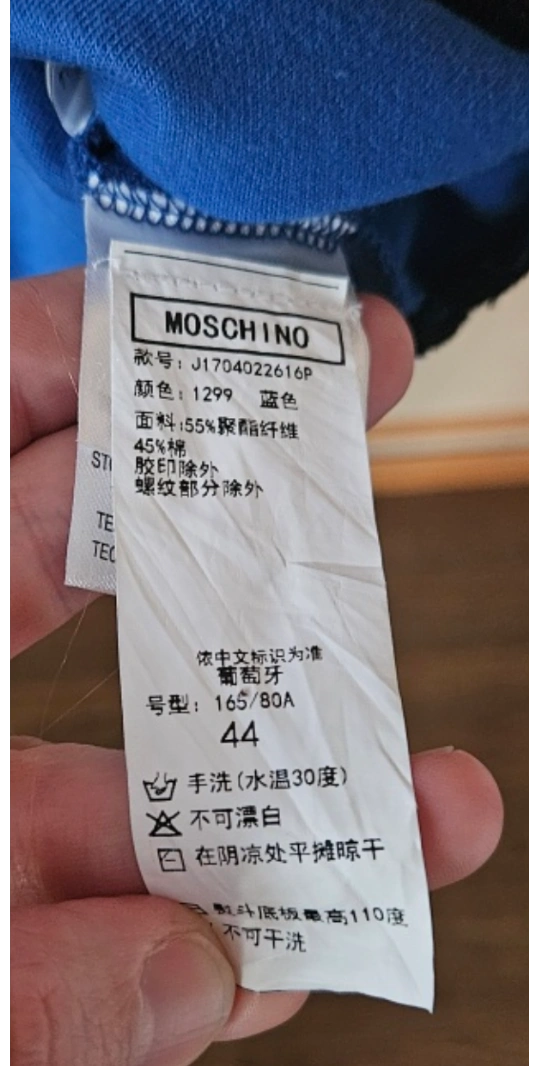 MOSCHINO
款号: J1704022616P
颜色: 1299 蓝色
面料:55%聚酯纤维
45%棉
胶印除外
螺纹部分除外
依中文标识为准
葡萄牙
号型: 165/80A
44
手洗(水温30度)
不可漂白
在阴凉处平摊晾干
熨斗底板最高110度
不可干洗